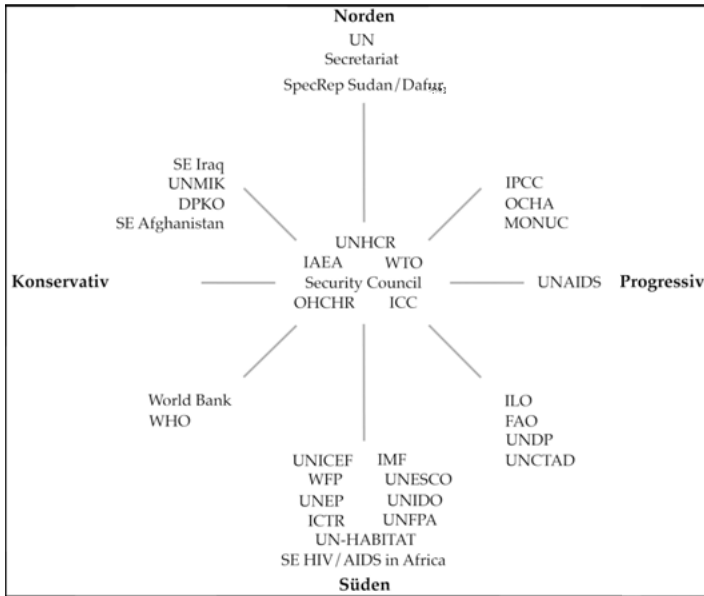 Norden
UN
Secretariat
SpecRep Sudan/Dafur
SE Iraq
UNMIK
DPKO
SE Afghanistan
IPCC
OCHA
MONUC
UNHCR
IAEA WTO
Konservativ Security Council UNAIDS Progressiv
OHCHR ICC
World Bank
WHO
ILO
FAO
UNDP
UNCTAD
UNICEF IMF
WFP UNESCO
UNEP UNIDO
ICTR UNFPA
UN-HABITAT
SE HIV/AIDS in Africa
Süden